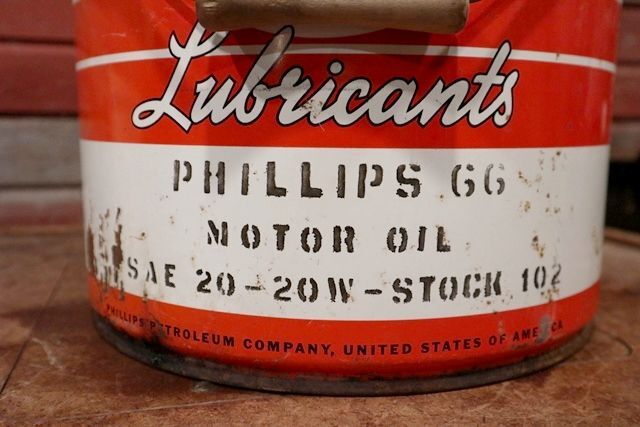 Lubricants
PHILLIPS 66
MOTOR OIL
SAE 20-20W-STOCK 102
PHILLIPS PETROLEUM COMPANY, UNITED STATES OF AMERICA